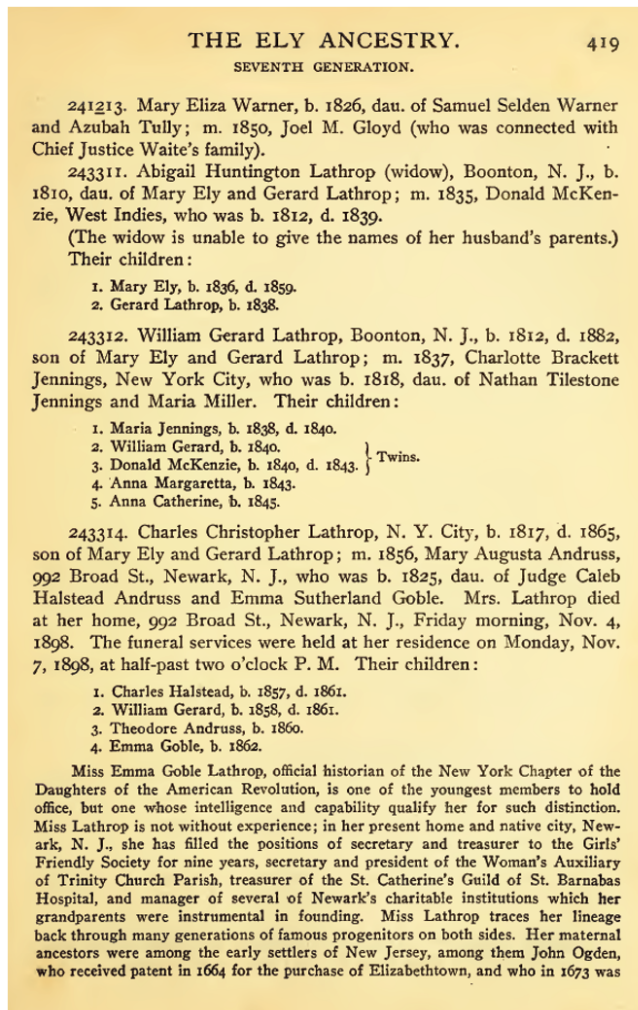 THE ELY ANCESTRY. 419
SEVENTH GENERATION.
241213. Mary Eliza Warner, b. 1826, dau. of Samuel Selden Warner
and Azubah Tully; m. 1850, Joel M. Gloyd (who was connected with
Chief Justice Waite's family).
243311. Abigail Huntington Lathrop (widow), Boonton, N. J., b.
1810, dau. of Mary Ely and Gerard Lathrop; m. 1835, Donald McKen-
zie, West Indies, who was b. 1812, d. 1839.
(The widow is unable to give the names of her husband's parents.)
Their children:
1. Mary Ely, b. 1836, d. 1859.
2. Gerard Lathrop, b. 1838.
243312. William Gerard Lathrop, Boonton, N. J., b. 1812, d. 1882,
son of Mary Ely and Gerard Lathrop; m. 1837, Charlotte Brackett
Jennings, New York City, who was b. 1818, dau. of Nathan Tilestone
Jennings and Maria Miller. Their children:
1. Maria Jennings, b. 1838, d. 1840.
2. William Gerard, b. 1840.
3. Donald McKenzie, b. 1840, d. 1843. } Twins.
4. Anna Margaretta, b. 1843.
5. Anna Catherine, b. 1845.
243314. Charles Christopher Lathrop, N. Y. City, b. 1817, d. 1865,
son of Mary Ely and Gerard Lathrop; m. 1856, Mary Augusta Andruss,
992 Broad St., Newark, N. J., who was b. 1825, dau. of Judge Caleb
Halstead Andruss and Emma Sutherland Goble. Mrs. Lathrop died
at her home, 992 Broad St., Newark, N. J., Friday morning, Nov. 4,
1898. The funeral services were held at her residence on Monday, Nov.
7, 1898, at half-past two o'clock P. M. Their children:
1. Charles Halstead, b. 1857, d. 1861.
2. William Gerard, b. 1858, d. 1861.
3. Theodore Andruss, b. 1860.
4. Emma Goble, b. 1862.
Miss Emma Goble Lathrop, official historian of the New York Chapter of the
Daughters of the American Revolution, is one of the youngest members to hold
office, but one whose intelligence and capability qualify her for such distinction.
Miss Lathrop is not without experience; in her present home and native city, New-
ark, N. J., she has filled the positions of secretary and treasurer to the Girls'
Friendly Society for nine years, secretary and president of the Woman's Auxiliary
of Trinity Church Parish, treasurer of the St. Catherine's Guild of St. Barnabas
Hospital, and manager of several of Newark's charitable institutions which her
grandparents were instrumental in founding. Miss Lathrop traces her lineage
back through many generations of famous progenitors on both sides. Her maternal
ancestors were among the early settlers of New Jersey, among them John Ogden,
who received patent in 1664 for the purchase of Elizabethtown, and who in 1673 was